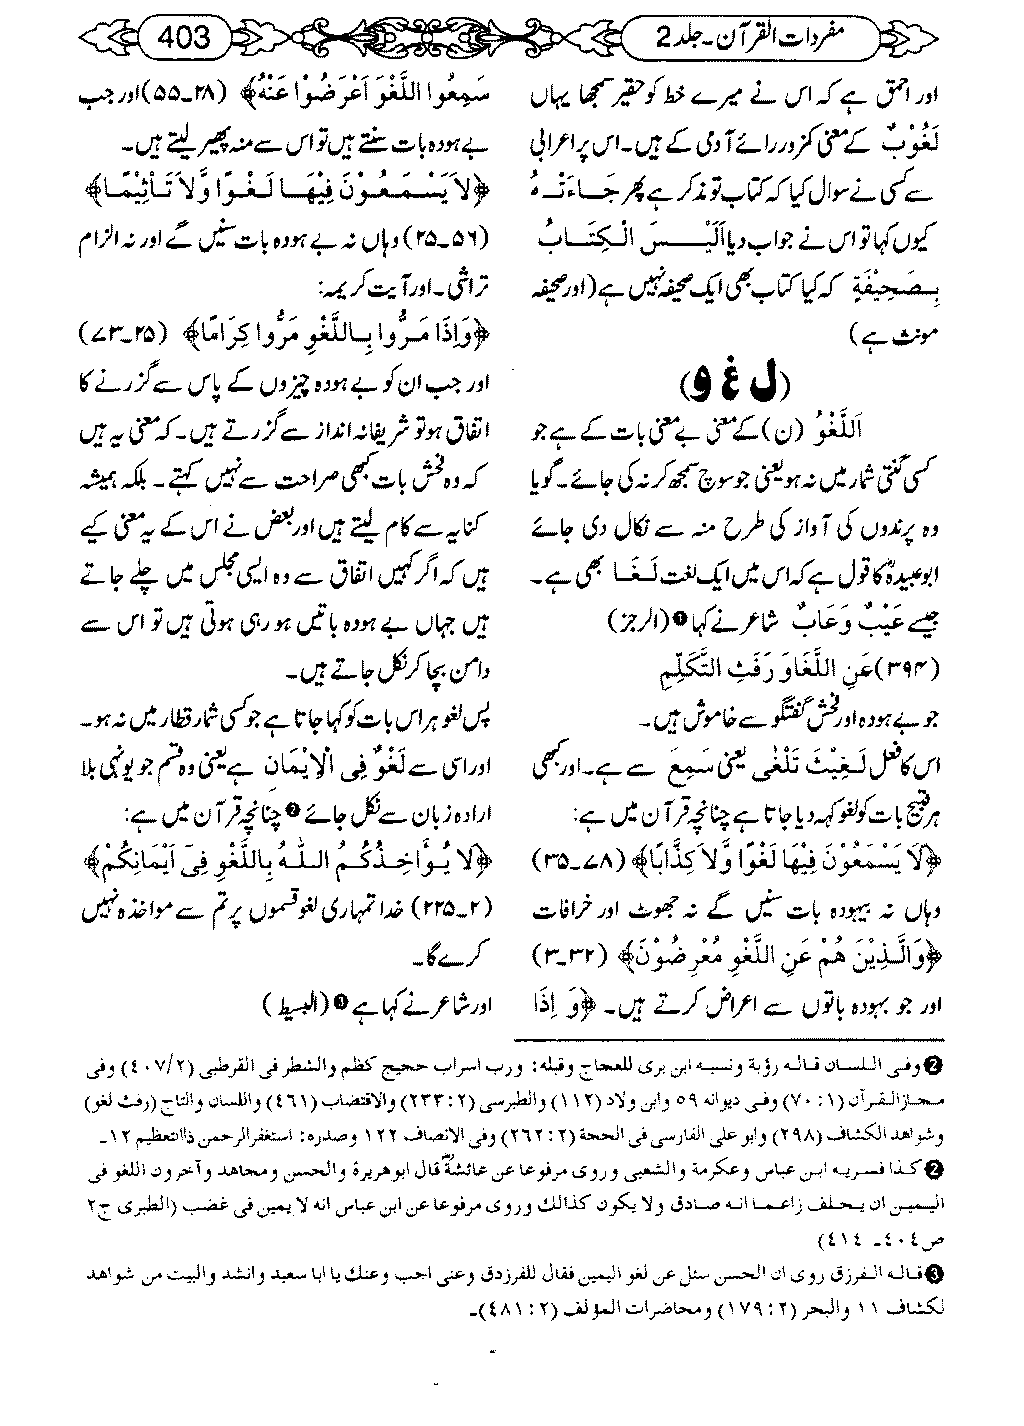 مفردات القرآن۔جلد 2
403
اور احمق ہے کہ اس نے میرے خط کو حقیر سمجھا یہاں
لَغُوْبٌ کے معنی کمزور رائے آدمی کے ہیں۔ اس پر اعرابی
سے کسی نے سوال کیا کہ کتاب تو مذکر ہے پھر جَاءَتْهُ
کیوں کہا تو اس نے جواب دیا اَلَیْسَ الْكِتَابُ
بِصَحِیْفَةٍ کہ کیا کتاب بھی ایک صحیفہ نہیں ہے (اور صحیفہ
مونث ہے)
(ل غ و)
اَللَّغْوُ (ن) کے معنی بے معنی بات کے ہے جو
کسی گنتی شمار میں نہ ہو یعنی جو سوچ سمجھ کر نہ کی جائے۔ گویا
وہ پرندوں کی آواز کی طرح منہ سے نکال دی جائے
ابوعبیدہؒ کا قول ہے کہ اس میں ایک لغت لَغَا بھی ہے۔
جیسے عَیْبٌ وَعَابٌ شاعر نے کہا ❶ (الرجز)
(۳۹۴) عَنِ اللَّغَاوَ رَفَثِ التَّكَلِّمِ
جو بے ہودہ اور فحش گفتگو سے خاموش ہیں۔
اس کا فعل لَغِیْتَ تَلْغٰی یعنی سَمِعَ سے ہے۔ اور کبھی
ہر قبیح بات کو لغو کہہ دیا جاتا ہے چنانچہ قرآن میں ہے:
﴿لَا یَسْمَعُوْنَ فِیْهَا لَغْوًا وَّلَا كِذَّابًا﴾ (۷۸۔۳۵)
وہاں نہ بیہودہ بات سنیں گے نہ جھوٹ اور خرافات
﴿وَالَّذِیْنَ هُمْ عَنِ اللَّغْوِ مُعْرِضُوْنَ﴾ (۳۲۔۳)
اور جو بہودہ باتوں سے اعراض کرتے ہیں۔ ﴿وَ اِذَا
سَمِعُوا اللَّغْوَ اَعْرَضُوْا عَنْهُ﴾ (۲۸۔۵۵) اور جب
بے ہودہ بات سنتے ہیں تو اس سے منہ پھیر لیتے ہیں۔
﴿لَا یَسْمَعُوْنَ فِیْهَا لَغْوًا وَّلَا تَأْثِیْمًا﴾
(۵۶۔۲۵) وہاں نہ بے ہودہ بات سنیں گے اور نہ الزام
تراشی۔ اور آیت کریمہ:
﴿وَاِذَا مَرُّوا بِاللَّغْوِ مَرُّوا كِرَامًا﴾ (۲۵۔۷۳)
اور جب ان کو بے ہودہ چیزوں کے پاس سے گزرنے کا
اتفاق ہو تو شریفانہ انداز سے گزرتے ہیں۔ کہ معنی یہ ہیں
کہ وہ فحش بات کبھی صراحت سے نہیں کہتے۔ بلکہ ہمیشہ
کنایہ سے کام لیتے ہیں اور بعض نے اس کے یہ معنی کیے
ہیں کہ اگر کہیں اتفاق سے وہ ایسی مجلس میں چلے جاتے
ہیں جہاں بے ہودہ باتیں ہو رہی ہوتی ہیں تو اس سے
دامن بچا کر نکل جاتے ہیں۔
پس لغو ہر اس بات کو کہا جاتا ہے جو کسی شمار قطار میں نہ ہو۔
اور اسی سے لَغْوٌ فِی الْاِیْمَانِ ہے یعنی وہ قسم جو یونہی بلا
ارادہ زبان سے نکل جائے ❷ چنانچہ قرآن میں ہے:
﴿لَا یُؤَاخِذُكُمُ اللّٰهُ بِاللَّغْوِ فِیْ اَیْمَانِكُمْ﴾
(۲۔۲۲۵) خدا تمہاری لغو قسموں پر تم سے مواخذہ نہیں
کرے گا۔
اور شاعر نے کہا ہے ❸ (البسیط)
❷ وفی اللسان قاله رؤبة ونسبه ابن بری للعجاج وقبله: ورب اسراب حجیج کظم والشطر فی القرطبی (۴۰۷/۲) وفی
مجاز القرآن (۱: ۷۰) وفی دیوانه ۵۹ وابن ولاد (۱۱۲) والطبرسی (۲: ۲۳۳) والاقتضاب (۴۶۱) واللسان والتاج (رفث لغو)
وشواهد الکشاف (۲۹۸) وابو علی الفارسی فی الحجة (۲: ۲۶۲) وفی الانصاف ۱۲۲ وصدره: استغفرالرحمن ذاالتعظیم ۱۲۔
❷ کذا فسربه ابن عباس وعکرمة والشعبی وروی مرفوعا عن عائشةؓ قال ابوهریرة والحسن ومجاهد وآخرون اللغو فی
الیمین ان یحلف زاعما انه صادق ولا یکون کذالك وروی مرفوعا عن ابن عباس انه لا یمین فی غضب (الطبری ج۲
ص ۴۰۴۔ ۴۱۴)
❸ قاله الفرزق روی ان الحسن سئل عن لغو الیمین فقال للفرزدق وعنی اجب وعنك یا ابا سعید وانشد والبیت من شواهد
لکشاف ۱۱ والبحر (۲: ۱۷۹) ومحاضرات المؤلف (۲: ۴۸۱)۔